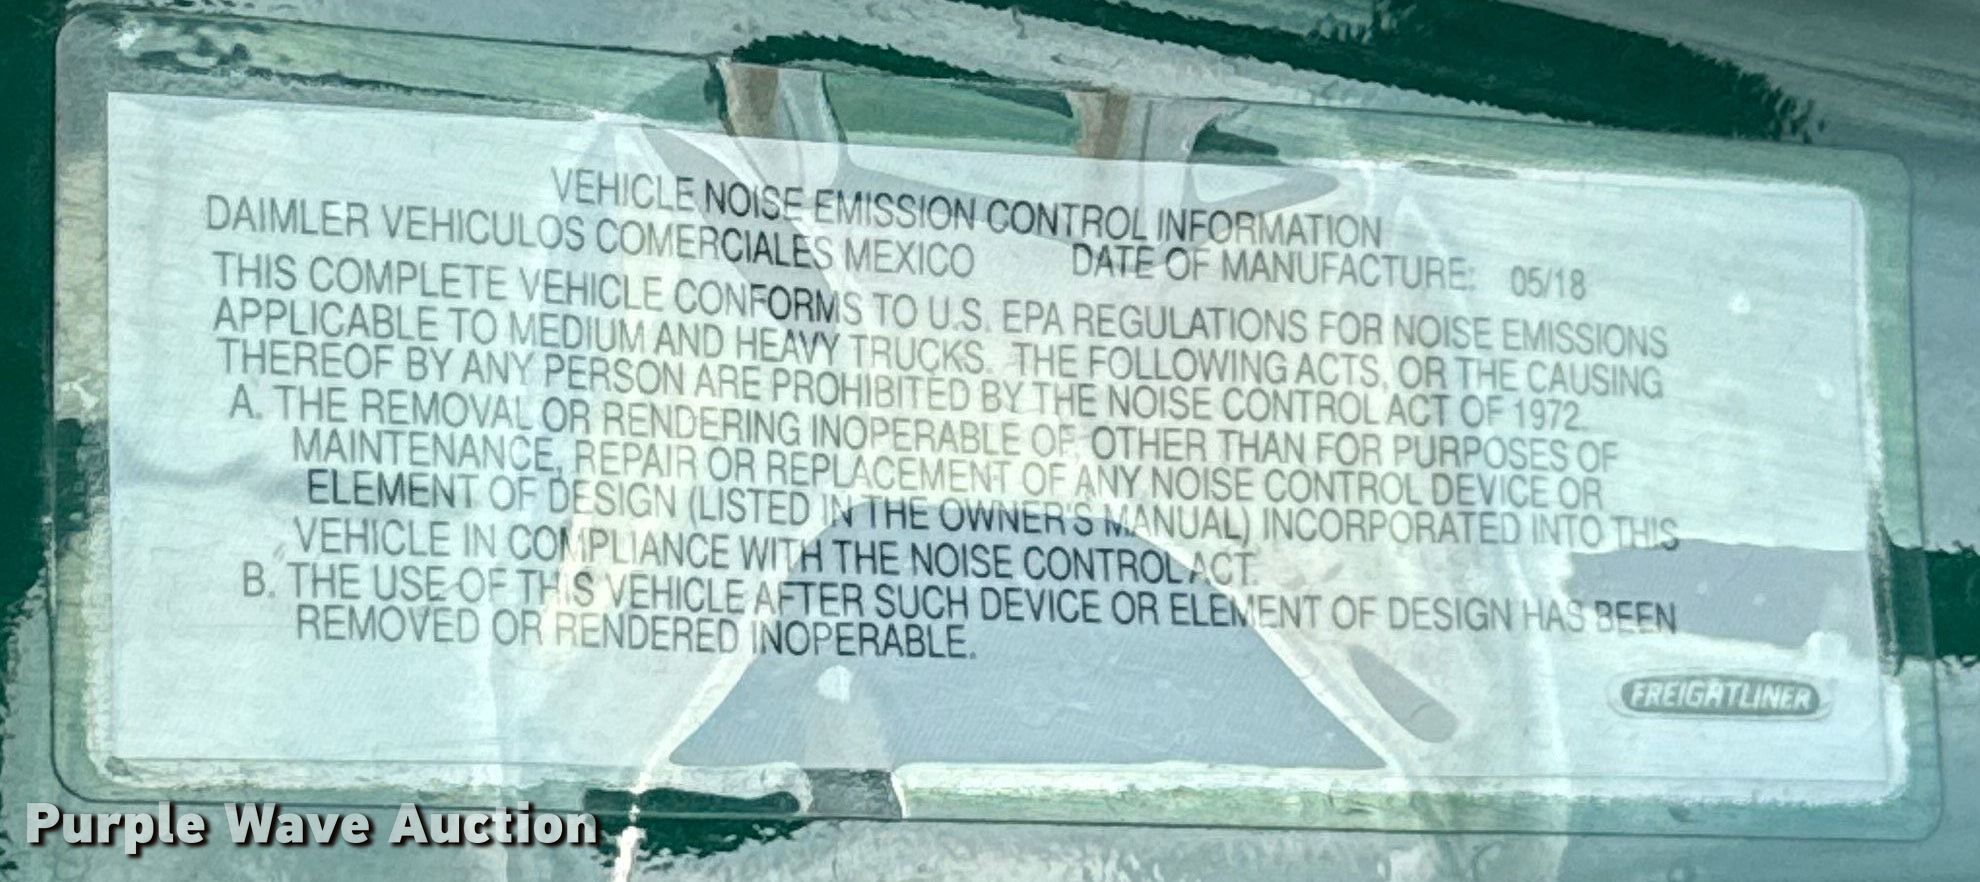 VEHICLE NOISE EMISSION CONTROL INFORMATION
DAIMLER VEHICULOS COMERCIALES MEXICO DATE OF MANUFACTURE: 05/18
THIS COMPLETE VEHICLE CONFORMS TO U.S. EPA REGULATIONS FOR NOISE EMISSIONS
APPLICABLE TO MEDIUM AND HEAVY TRUCKS. THE FOLLOWING ACTS, OR THE CAUSING
THEREOF BY ANY PERSON ARE PROHIBITED BY THE NOISE CONTROL ACT OF 1972.
A. THE REMOVAL OR RENDERING INOPERABLE OF, OTHER THAN FOR PURPOSES OF
MAINTENANCE, REPAIR OR REPLACEMENT OF ANY NOISE CONTROL DEVICE OR
ELEMENT OF DESIGN (LISTED IN THE OWNER'S MANUAL) INCORPORATED INTO THIS
VEHICLE IN COMPLIANCE WITH THE NOISE CONTROL ACT.
B. THE USE OF THIS VEHICLE AFTER SUCH DEVICE OR ELEMENT OF DESIGN HAS BEEN
REMOVED OR RENDERED INOPERABLE.
FREIGHTLINER
Purple Wave Auction